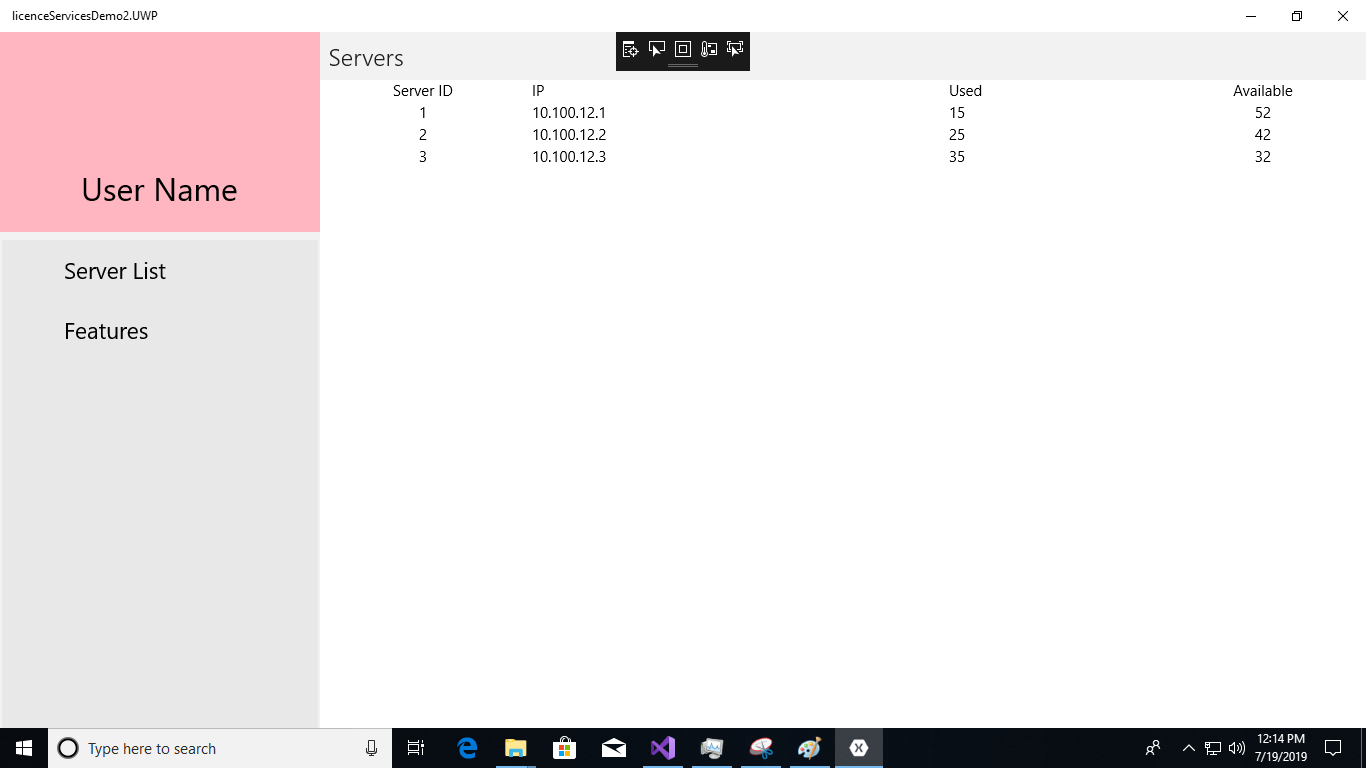 licenceServicesDemo2.UWP
Servers
User Name
Server List
Features
Server ID IP Used Available
1 10.100.12.1 15 52
2 10.100.12.2 25 42
3 10.100.12.3 35 32
Type here to search
12:14 PM
7/19/2019